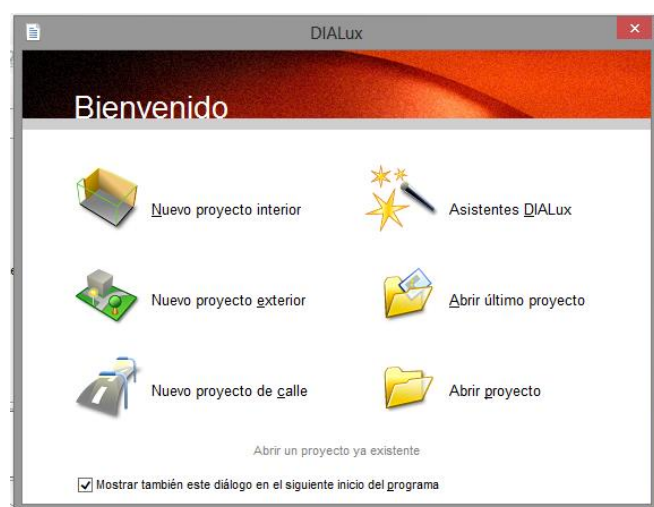 DIALux
Bienvenido
Nuevo proyecto interior
Asistentes DIALux
Nuevo proyecto exterior
Abrir último proyecto
Nuevo proyecto de calle
Abrir proyecto
Abrir un proyecto ya existente
Mostrar también este diálogo en el siguiente inicio del programa